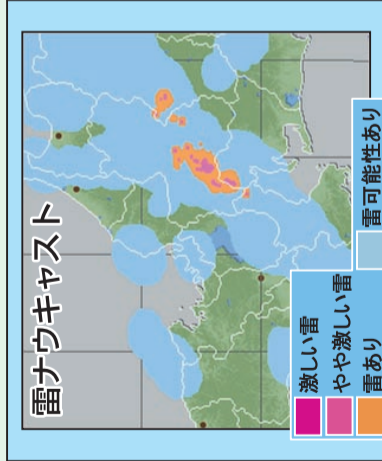 雷ナウキャスト
激しい雷
やや激しい雷
雷あり
雷可能性あり